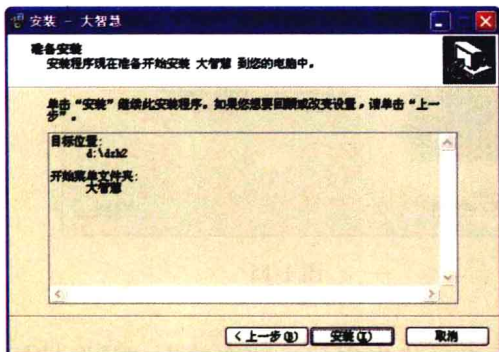 安装 - 大智慧
准备安装
安装程序现在准备开始安装 大智慧 到您的电脑中。
单击“安装”继续此安装程序。如果您想要回顾或改变设置，请单击“上一
步”。
目标位置:
d:\dzh2
开始菜单文件夹:
大智慧
< 上一步(B)
安装(I)
取消